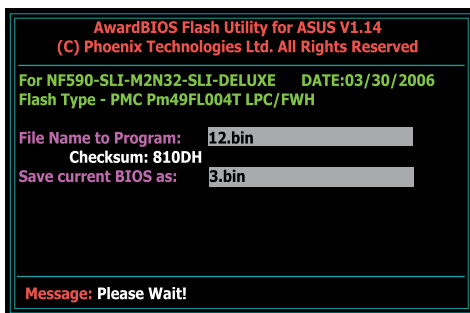 AwardBIOS Flash Utility for ASUS V1.14
(C) Phoenix Technologies Ltd. All Rights Reserved
For NF590-SLI-M2N32-SLI-DELUXE DATE:03/30/2006
Flash Type - PMC Pm49FL004T LPC/FWH
File Name to Program: 12.bin
Checksum: 810DH
Save current BIOS as: 3.bin
Message: Please Wait!